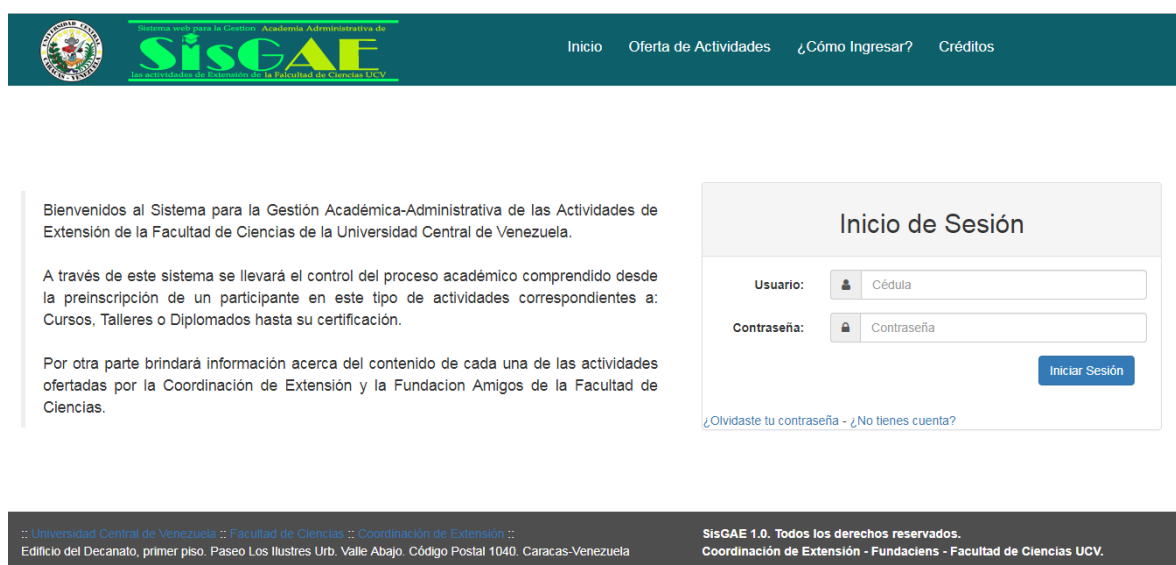 UNIVERSIDAD CENTRAL
CARACAS - VENEZUELA
Sistema web para la Gestion Academia Administrativa de
SisGAE
las actividades de Extensión de la Falcultad de Ciencias UCV
Inicio Oferta de Actividades ¿Cómo Ingresar? Créditos
Bienvenidos al Sistema para la Gestión Académica-Administrativa de las Actividades de
Extensión de la Facultad de Ciencias de la Universidad Central de Venezuela.
A través de este sistema se llevará el control del proceso académico comprendido desde
la preinscripción de un participante en este tipo de actividades correspondientes a:
Cursos, Talleres o Diplomados hasta su certificación.
Por otra parte brindará información acerca del contenido de cada una de las actividades
ofertadas por la Coordinación de Extensión y la Fundacion Amigos de la Facultad de
Ciencias.
Inicio de Sesión
Usuario: Cédula
Contraseña: Contraseña
Iniciar Sesión
¿Olvidaste tu contraseña - ¿No tienes cuenta?
:: Universidad Central de Venezuela :: Facultad de Ciencias :: Coordinación de Extensión ::
Edificio del Decanato, primer piso. Paseo Los Ilustres Urb. Valle Abajo. Código Postal 1040. Caracas-Venezuela
SisGAE 1.0. Todos los derechos reservados.
Coordinación de Extensión - Fundaciens - Facultad de Ciencias UCV.